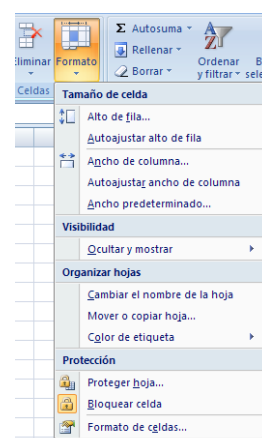 Σ Autosuma
Rellenar
Borrar
Eliminar
Formato
Ordenar
y filtrar
Celdas
Tamaño de celda
Alto de fila...
Autoajustar alto de fila
Ancho de columna...
Autoajustar ancho de columna
Ancho predeterminado...
Visibilidad
Ocultar y mostrar
Organizar hojas
Cambiar el nombre de la hoja
Mover o copiar hoja...
Color de etiqueta
Protección
Proteger hoja...
Bloquear celda
Formato de celdas...